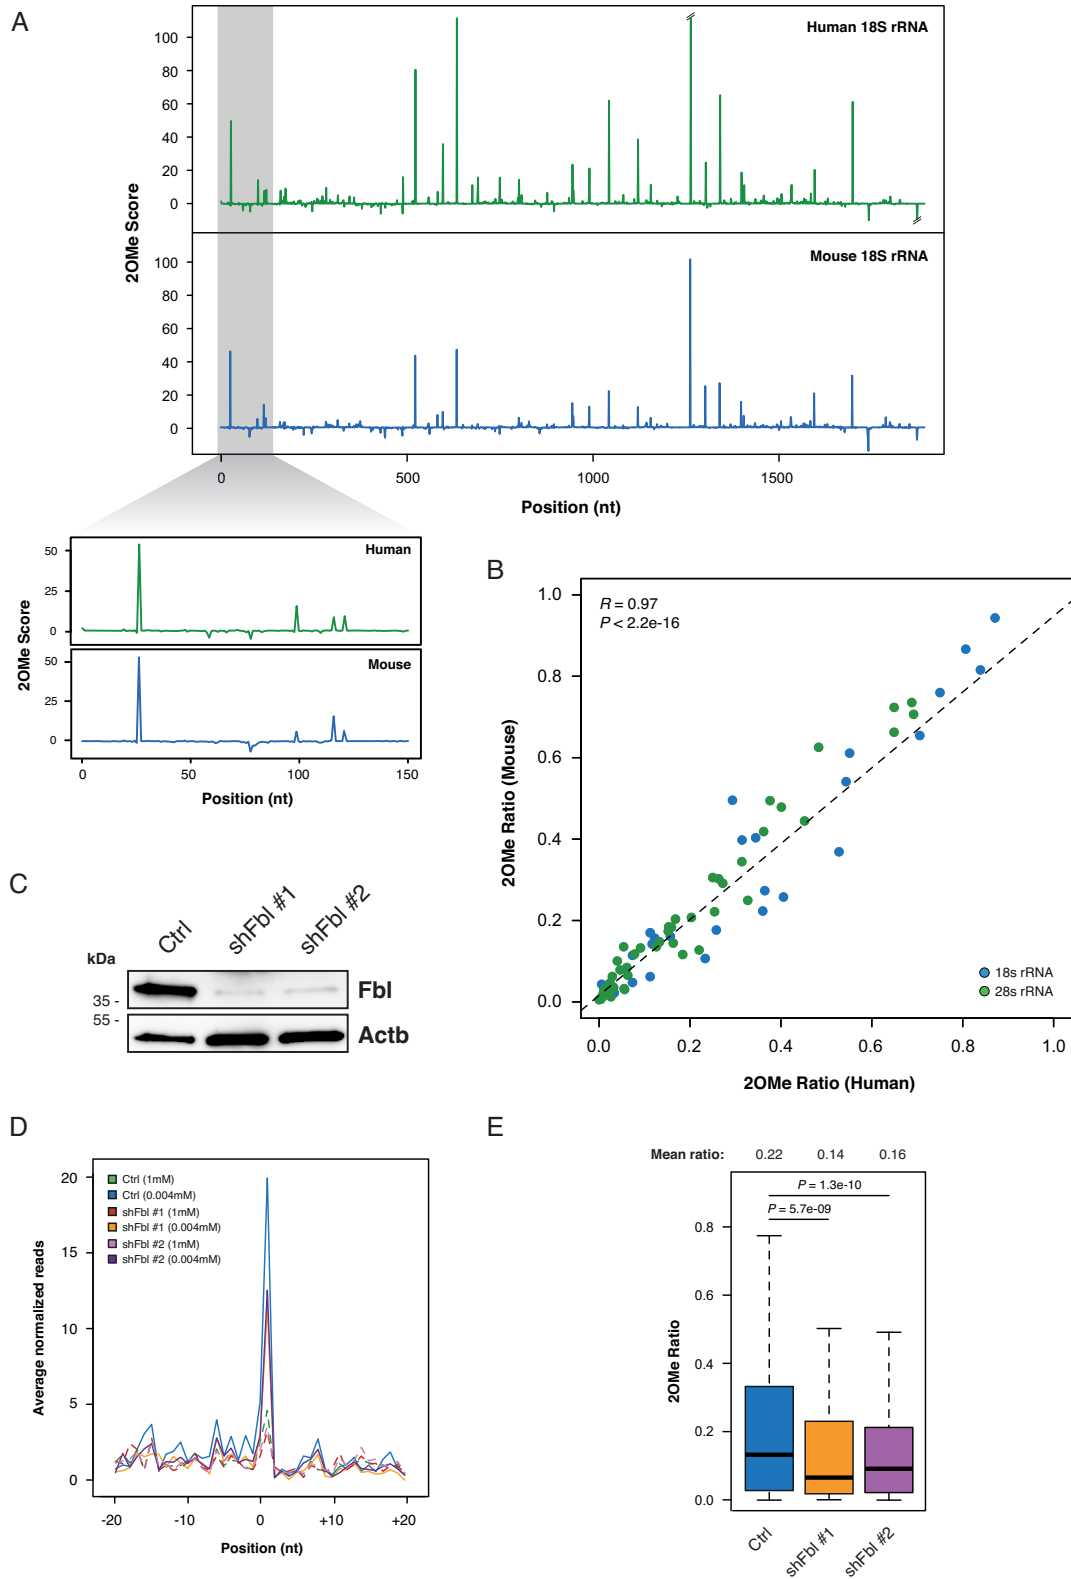 A
Human 18S rRNA
100
80
60
40
20
0
2OMe Score
Mouse 18S rRNA
100
80
60
40
20
0
0 500 1000 1500
Position (nt)
Human
50
25
0
2OMe Score
Mouse
50
25
0
0 50 100 150
Position (nt)
B
R = 0.97
P < 2.2e-16
1.0
0.8
0.6
0.4
0.2
0.0
2OMe Ratio (Mouse)
18s rRNA
28s rRNA
0.0 0.2 0.4 0.6 0.8 1.0
2OMe Ratio (Human)
C
Ctrl shFbl #1 shFbl #2
kDa
35 -
Fbl
55 -
Actb
D
20
15
10
5
0
Average normalized reads
Ctrl (1mM)
Ctrl (0.004mM)
shFbl #1 (1mM)
shFbl #1 (0.004mM)
shFbl #2 (1mM)
shFbl #2 (0.004mM)
-20 -10 0 +10 +20
Position (nt)
E
Mean ratio: 0.22 0.14 0.16
P = 1.3e-10
P = 5.7e-09
0.8
0.6
0.4
0.2
0.0
2OMe Ratio
Ctrl shFbl #1 shFbl #2